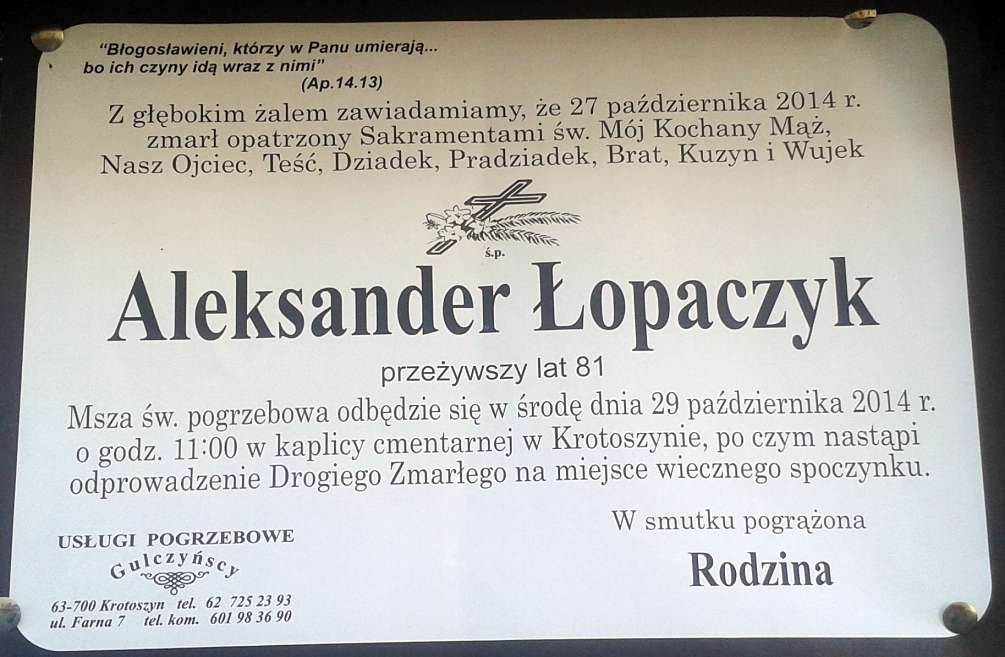 “Błogosławieni, którzy w Panu umierają...
bo ich czyny idą wraz z nimi”
(Ap.14.13)
Z głębokim żalem zawiadamiamy, że 27 października 2014 r.
zmarł opatrzony Sakramentami św. Mój Kochany Mąż,
Nasz Ojciec, Teść, Dziadek, Pradziadek, Brat, Kuzyn i Wujek
ś.p.
Aleksander Łopaczyk
przeżywszy lat 81
Msza św. pogrzebowa odbędzie się w środę dnia 29 października 2014 r.
o godz. 11:00 w kaplicy cmentarnej w Krotoszynie, po czym nastąpi
odprowadzenie Drogiego Zmarłego na miejsce wiecznego spoczynku.
W smutku pogrążona
Rodzina
USŁUGI POGRZEBOWE
Gulczyńscy
63-700 Krotoszyn tel. 62 725 23 93
ul. Farna 7 tel. kom. 601 98 36 90